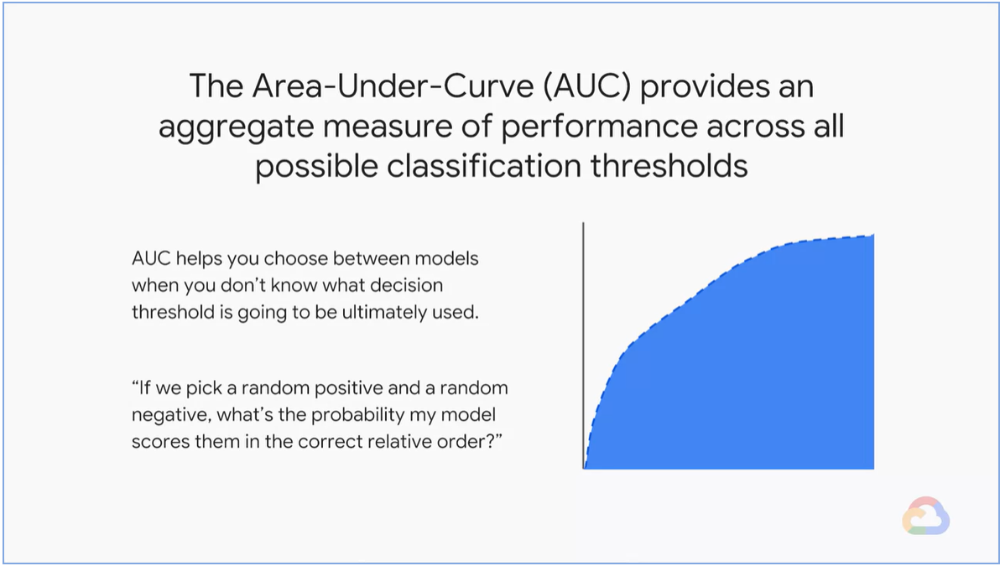 The Area-Under-Curve (AUC) provides an
aggregate measure of performance across all
possible classification thresholds
AUC helps you choose between models
when you don’t know what decision
threshold is going to be ultimately used.
“If we pick a random positive and a random
negative, what’s the probability my model
scores them in the correct relative order?”